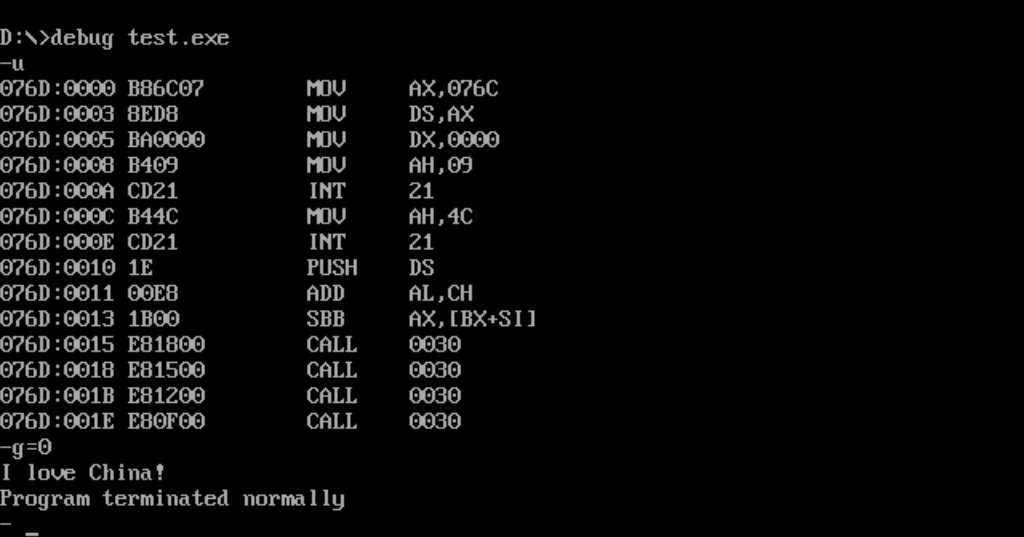 D:\>debug test.exe
-u
076D:0000 B86C07 MOV AX,076C
076D:0003 8ED8 MOV DS,AX
076D:0005 BA0000 MOV DX,0000
076D:0008 B409 MOV AH,09
076D:000A CD21 INT 21
076D:000C B44C MOV AH,4C
076D:000E CD21 INT 21
076D:0010 1E PUSH DS
076D:0011 00E8 ADD AL,CH
076D:0013 1B00 SBB AX,[BX+SI]
076D:0015 E81800 CALL 0030
076D:0018 E81500 CALL 0030
076D:001B E81200 CALL 0030
076D:001E E80F00 CALL 0030
-g=0
I love China!
Program terminated normally
- _